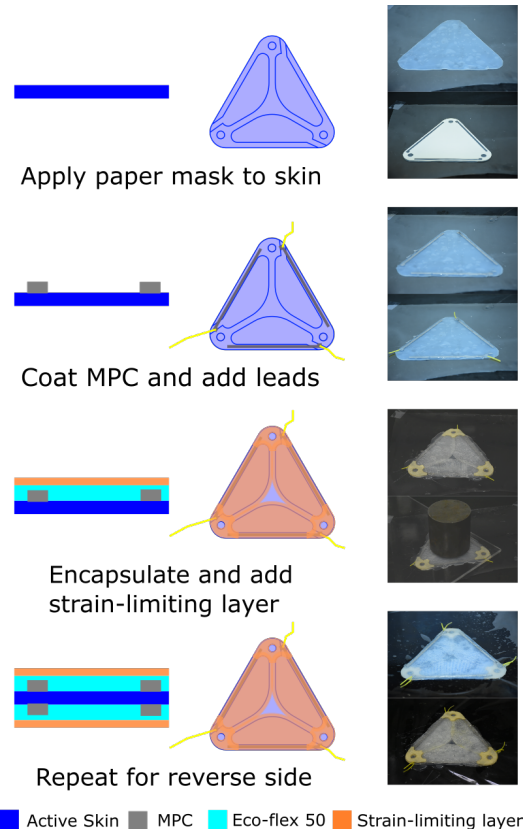 Apply paper mask to skin
Coat MPC and add leads
Encapsulate and add
strain-limiting layer
Repeat for reverse side
Active Skin MPC Eco-flex 50 Strain-limiting layer